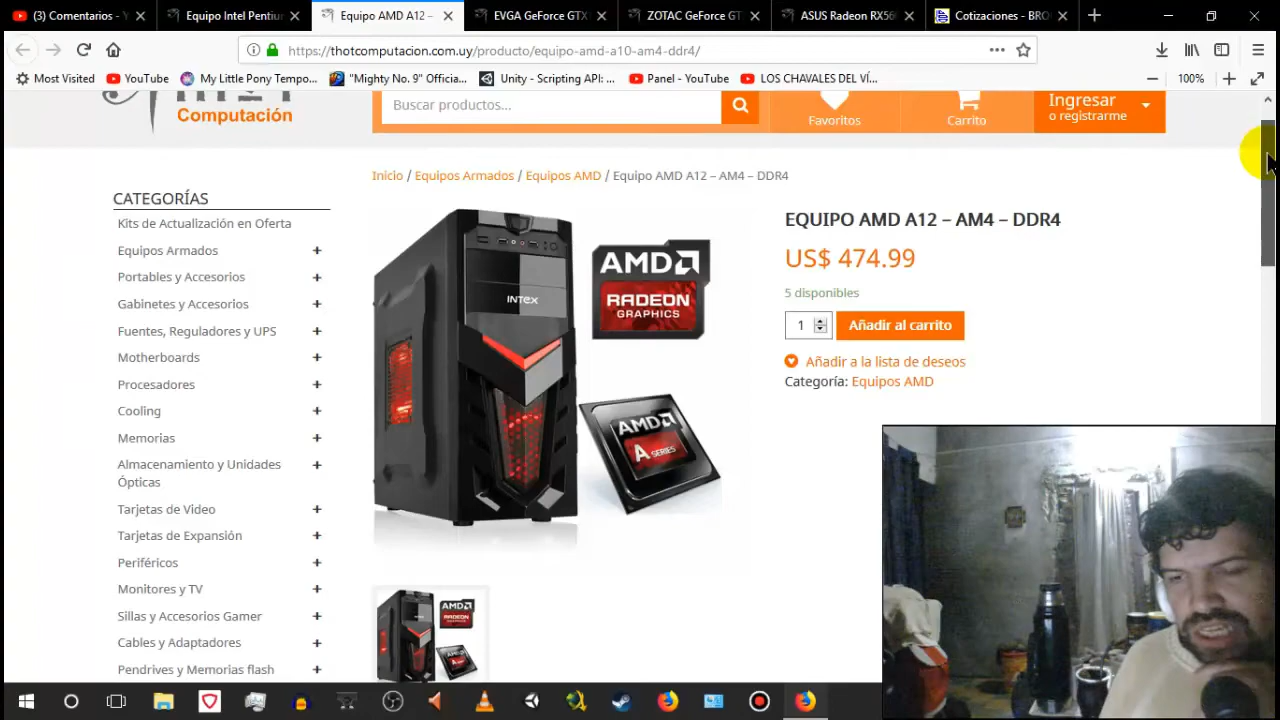 (3) Comentarios - Y
Equipo Intel Pentiu
Equipo AMD A12 –
EVGA GeForce GTX
ZOTAC GeForce GT
ASUS Radeon RX56
Cotizaciones - BRO
https://thotcomputacion.com.uy/producto/equipo-amd-a10-am4-ddr4/
Most Visited
YouTube
My Little Pony Tempo...
"Mighty No. 9" Officia...
Unity - Scripting API: ...
Panel - YouTube
LOS CHAVALES DEL VÍ...
100%
Computación
Buscar productos...
Favoritos
Carrito
Ingresar
o registrarme
Inicio / Equipos Armados / Equipos AMD / Equipo AMD A12 – AM4 – DDR4
CATEGORÍAS
Kits de Actualización en Oferta
Equipos Armados +
Portables y Accesorios +
Gabinetes y Accesorios +
Fuentes, Reguladores y UPS +
Motherboards +
Procesadores +
Cooling +
Memorias +
Almacenamiento y Unidades +
Ópticas
Tarjetas de Video +
Tarjetas de Expansión +
Periféricos +
Monitores y TV +
Sillas y Accesorios Gamer +
Cables y Adaptadores +
Pendrives y Memorias flash +
INTEX
AMD
RADEON
GRAPHICS
AMD
A SERIES
EQUIPO AMD A12 – AM4 – DDR4
US$ 474.99
5 disponibles
1
Añadir al carrito
Añadir a la lista de deseos
Categoría: Equipos AMD